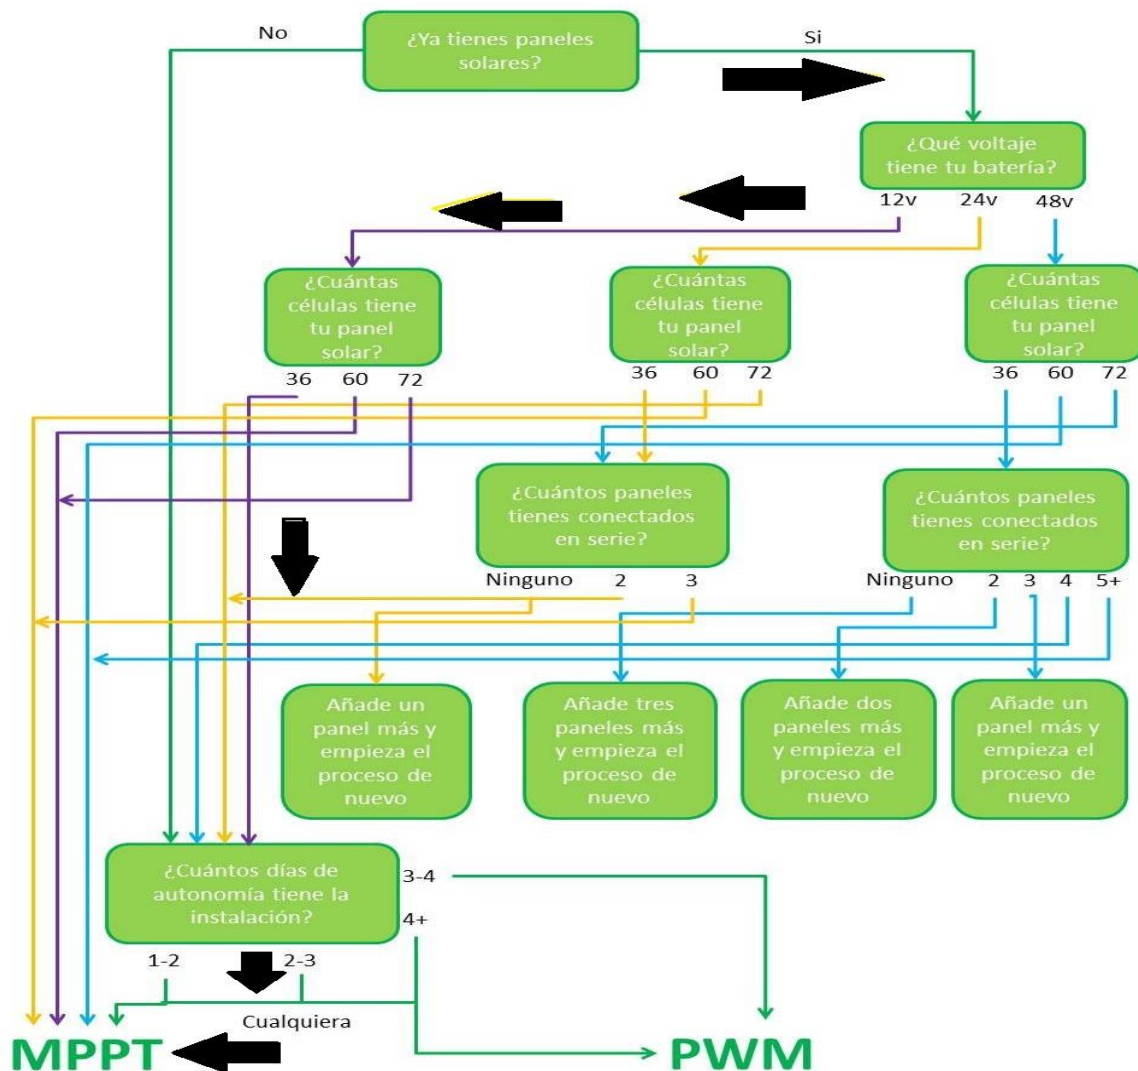 No
¿Ya tienes paneles
solares?
Si
¿Qué voltaje
tiene tu batería?
12v 24v 48v
¿Cuántas
células tiene
tu panel
solar?
36 60 72
¿Cuántas
células tiene
tu panel
solar?
36 60 72
¿Cuántas
células tiene
tu panel
solar?
36 60 72
¿Cuántos paneles
tienes conectados
en serie?
Ninguno 2 3
¿Cuántos paneles
tienes conectados
en serie?
Ninguno 2 3 4 5+
Añade un
panel más y
empieza el
proceso de
nuevo
Añade tres
paneles más
y empieza el
proceso de
nuevo
Añade dos
paneles más
y empieza el
proceso de
nuevo
Añade un
panel más y
empieza el
proceso de
nuevo
¿Cuántos días de
autonomía tiene la
instalación?
3-4
4+
1-2 2-3
Cualquiera
MPPT PWM